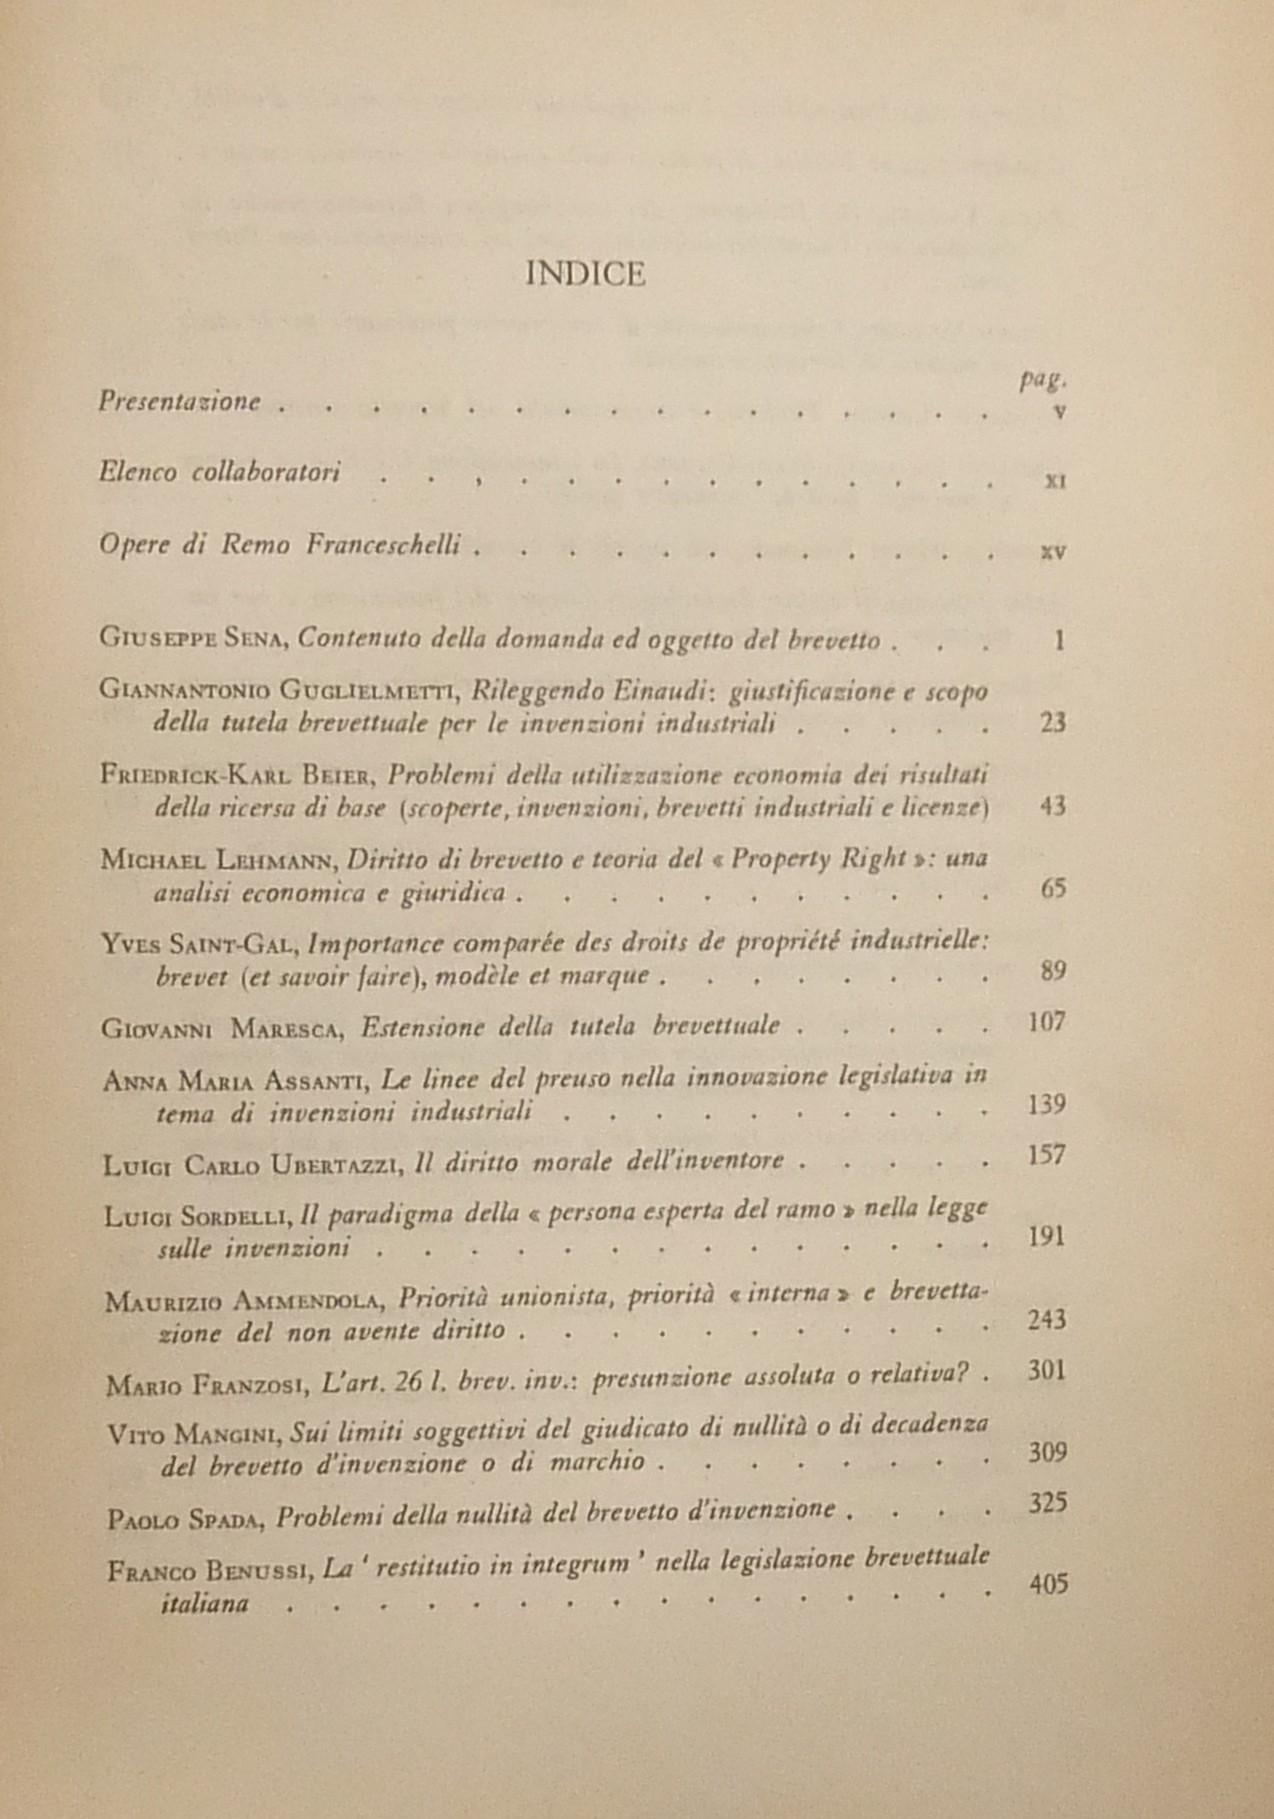 INDICE
pag.
Presentazione . . . . . . . . . . . . . . . . v
Elenco collaboratori . . , . . . . . . . . . . . xi
Opere di Remo Franceschelli . . . . . . . . . . . . xv
Giuseppe Sena, Contenuto della domanda ed oggetto del brevetto . . . 1
Giannantonio Guglielmetti, Rileggendo Einaudi: giustificazione e scopo
della tutela brevettuale per le invenzioni industriali . . . . . 23
Friedrick-Karl Beier, Problemi della utilizzazione economia dei risultati
della ricersa di base (scoperte, invenzioni, brevetti industriali e licenze) 43
Michael Lehmann, Diritto di brevetto e teoria del « Property Right »: una
analisi economica e giuridica . . . . . . . . . . . 65
Yves Saint-Gal, Importance comparée des droits de propriété industrielle:
brevet (et savoir faire), modèle et marque . . . . . . . . 89
Giovanni Maresca, Estensione della tutela brevettuale . . . . . 107
Anna Maria Assanti, Le linee del preuso nella innovazione legislativa in
tema di invenzioni industriali . . . . . . . . . . 139
Luigi Carlo Ubertazzi, Il diritto morale dell'inventore . . . . . 157
Luigi Sordelli, Il paradigma della « persona esperta del ramo » nella legge
sulle invenzioni . . . . . . . . . . . . . . 191
Maurizio Ammendola, Priorità unionista, priorità « interna » e brevetta-
zione del non avente diritto . . . . . . . . . . . 243
Mario Franzosi, L'art. 26 l. brev. inv.: presunzione assoluta o relativa? . 301
Vito Mangini, Sui limiti soggettivi del giudicato di nullità o di decadenza
del brevetto d'invenzione o di marchio . . . . . . . . 309
Paolo Spada, Problemi della nullità del brevetto d'invenzione . . . . 325
Franco Benussi, La ' restitutio in integrum ' nella legislazione brevettuale
italiana . . . . . . . . . . . . . . . . 405